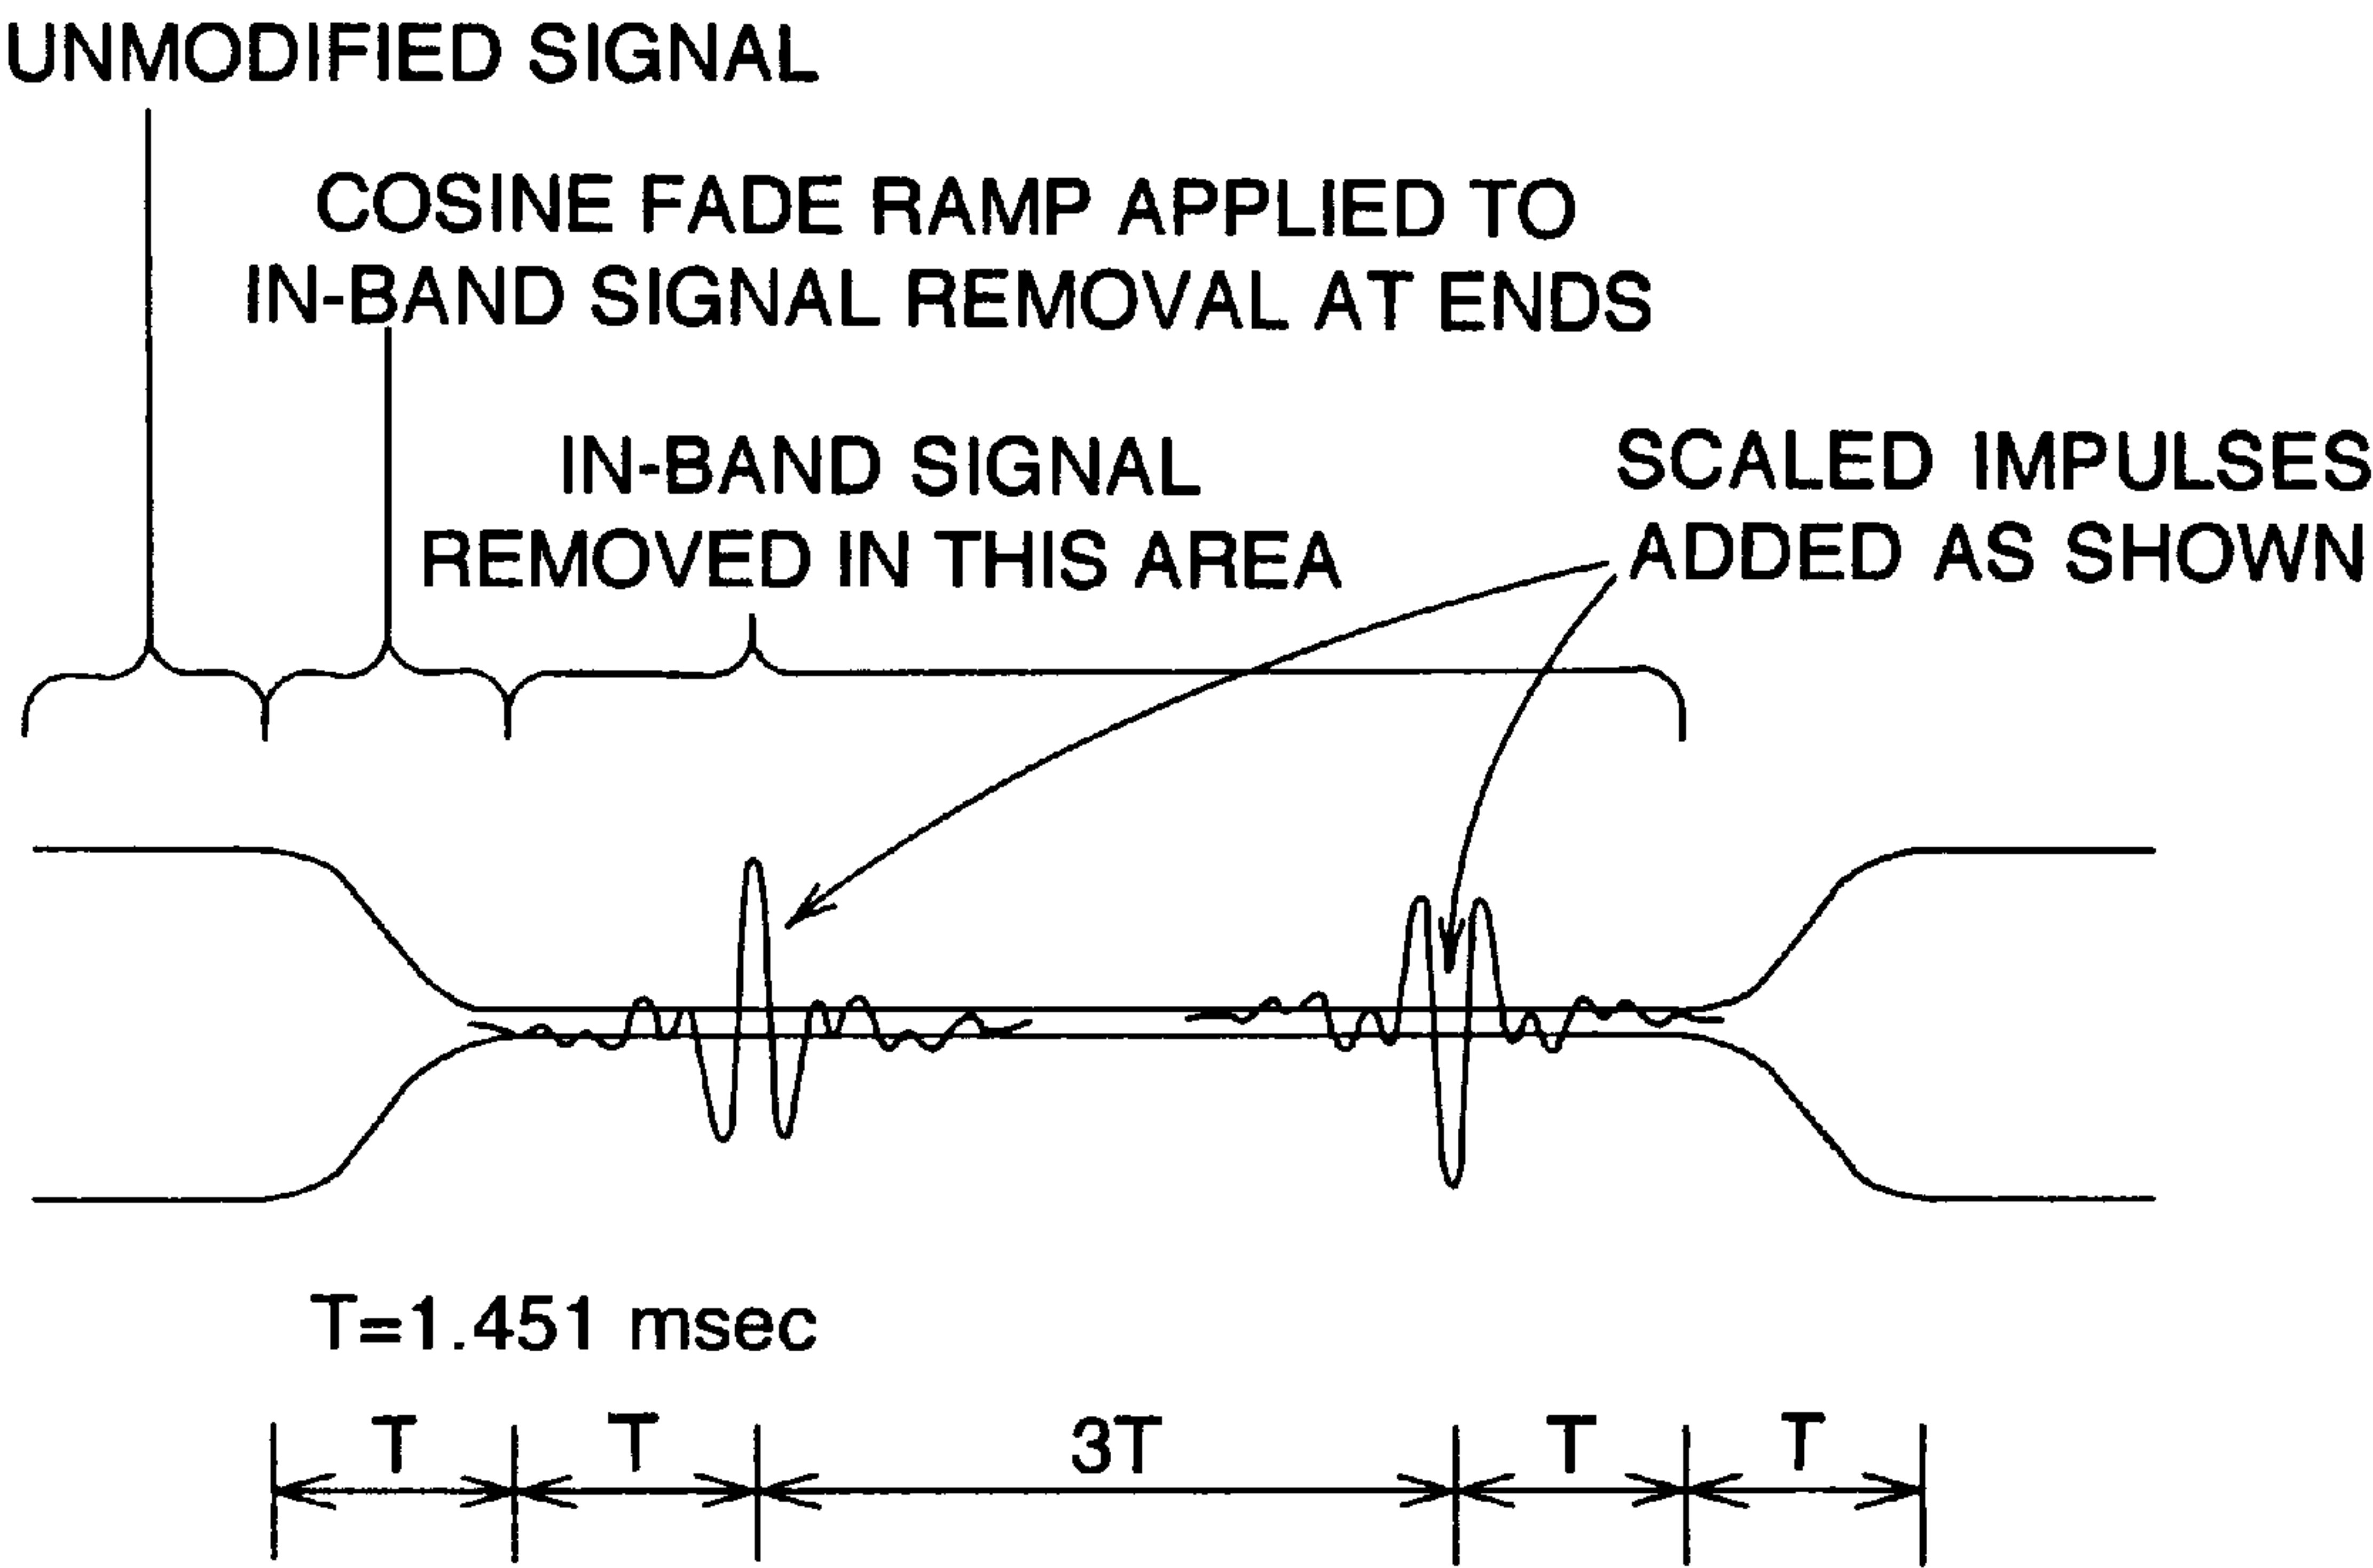 UNMODIFIED SIGNAL
COSINE FADE RAMP APPLIED TO
IN-BAND SIGNAL REMOVAL AT ENDS
IN-BAND SIGNAL
REMOVED IN THIS AREA
SCALED IMPULSES
ADDED AS SHOWN
T=1.451 msec
T T 3T T T